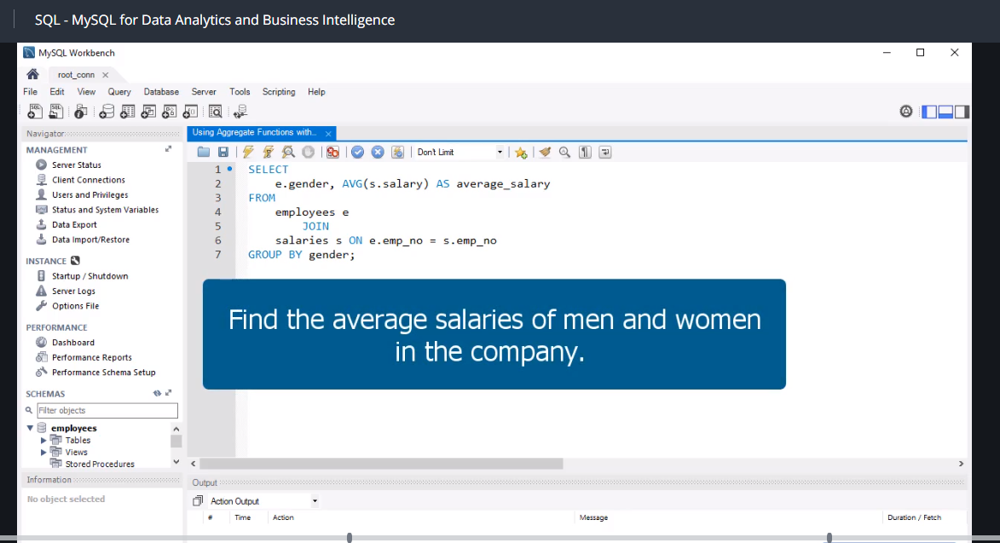 SQL - MySQL for Data Analytics and Business Intelligence
MySQL Workbench
root_conn
File Edit View Query Database Server Tools Scripting Help
Navigator
MANAGEMENT
Server Status
Client Connections
Users and Privileges
Status and System Variables
Data Export
Data Import/Restore
INSTANCE
Startup / Shutdown
Server Logs
Options File
PERFORMANCE
Dashboard
Performance Reports
Performance Schema Setup
SCHEMAS
Filter objects
employees
Tables
Views
Stored Procedures
Information
No object selected
Using Aggregate Functions with...
Don't Limit
1 SELECT
2 e.gender, AVG(s.salary) AS average_salary
3 FROM
4 employees e
5 JOIN
6 salaries s ON e.emp_no = s.emp_no
7 GROUP BY gender;
Find the average salaries of men and women
in the company.
Output
Action Output
# Time Action Message Duration / Fetch